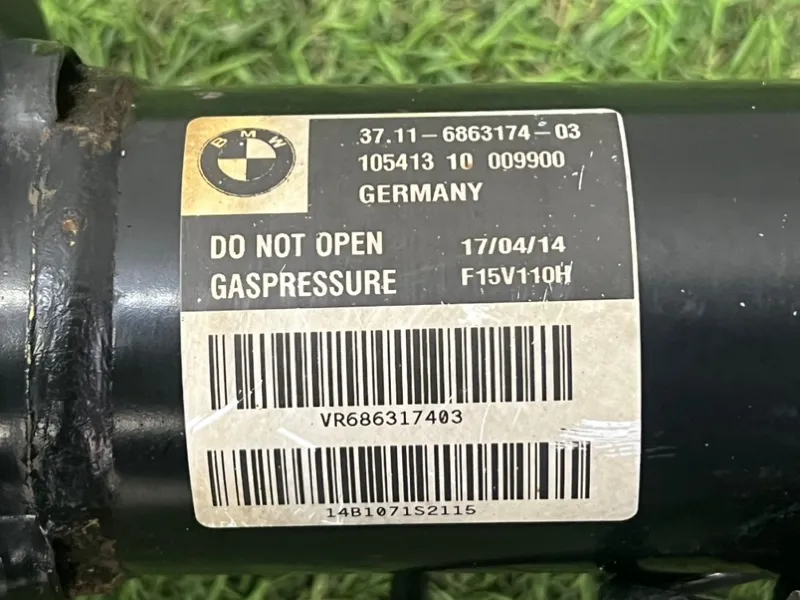 BMW
37.11-6863174-03
105413 10 009900
GERMANY
DO NOT OPEN 17/04/14
GASPRESSURE F15V110H
VR686317403
14B1071S2115